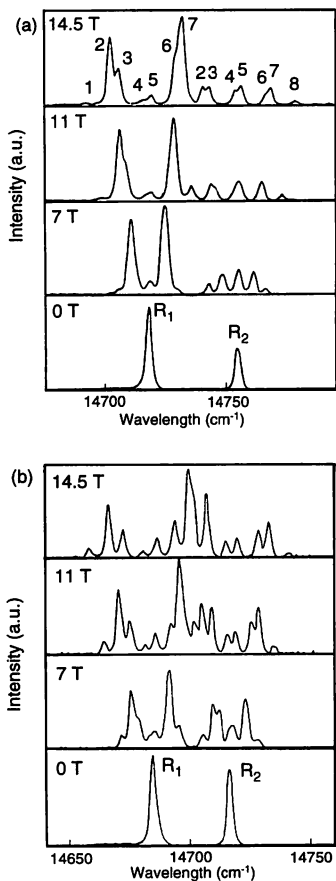 (a)
14.5 T
1 2 3 4 5 6 7 2 3 4 5 6 7 8
11 T
7 T
0 T
R1
R2
14700
14750
Wavelength (cm-1)
Intensity (a.u.)
(b)
14.5 T
11 T
7 T
0 T
R1
R2
14650
14700
14750
Wavelength (cm-1)
Intensity (a.u.)